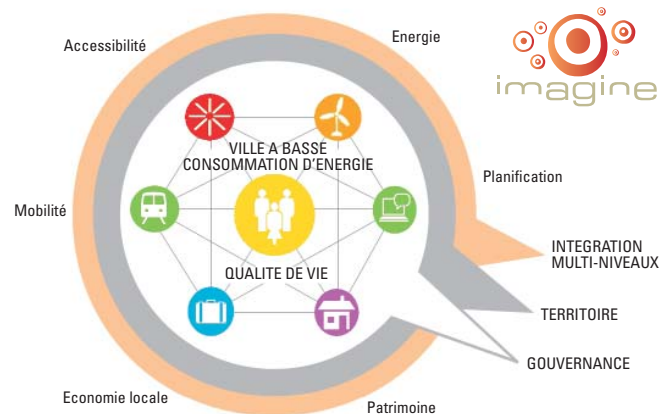 Accessibilité
Energie
imagine
VILLE A BASSE
CONSOMMATION D'ENERGIE
Planification
Mobilité
INTEGRATION
MULTI-NIVEAUX
QUALITE DE VIE
TERRITOIRE
GOUVERNANCE
Economie locale
Patrimoine